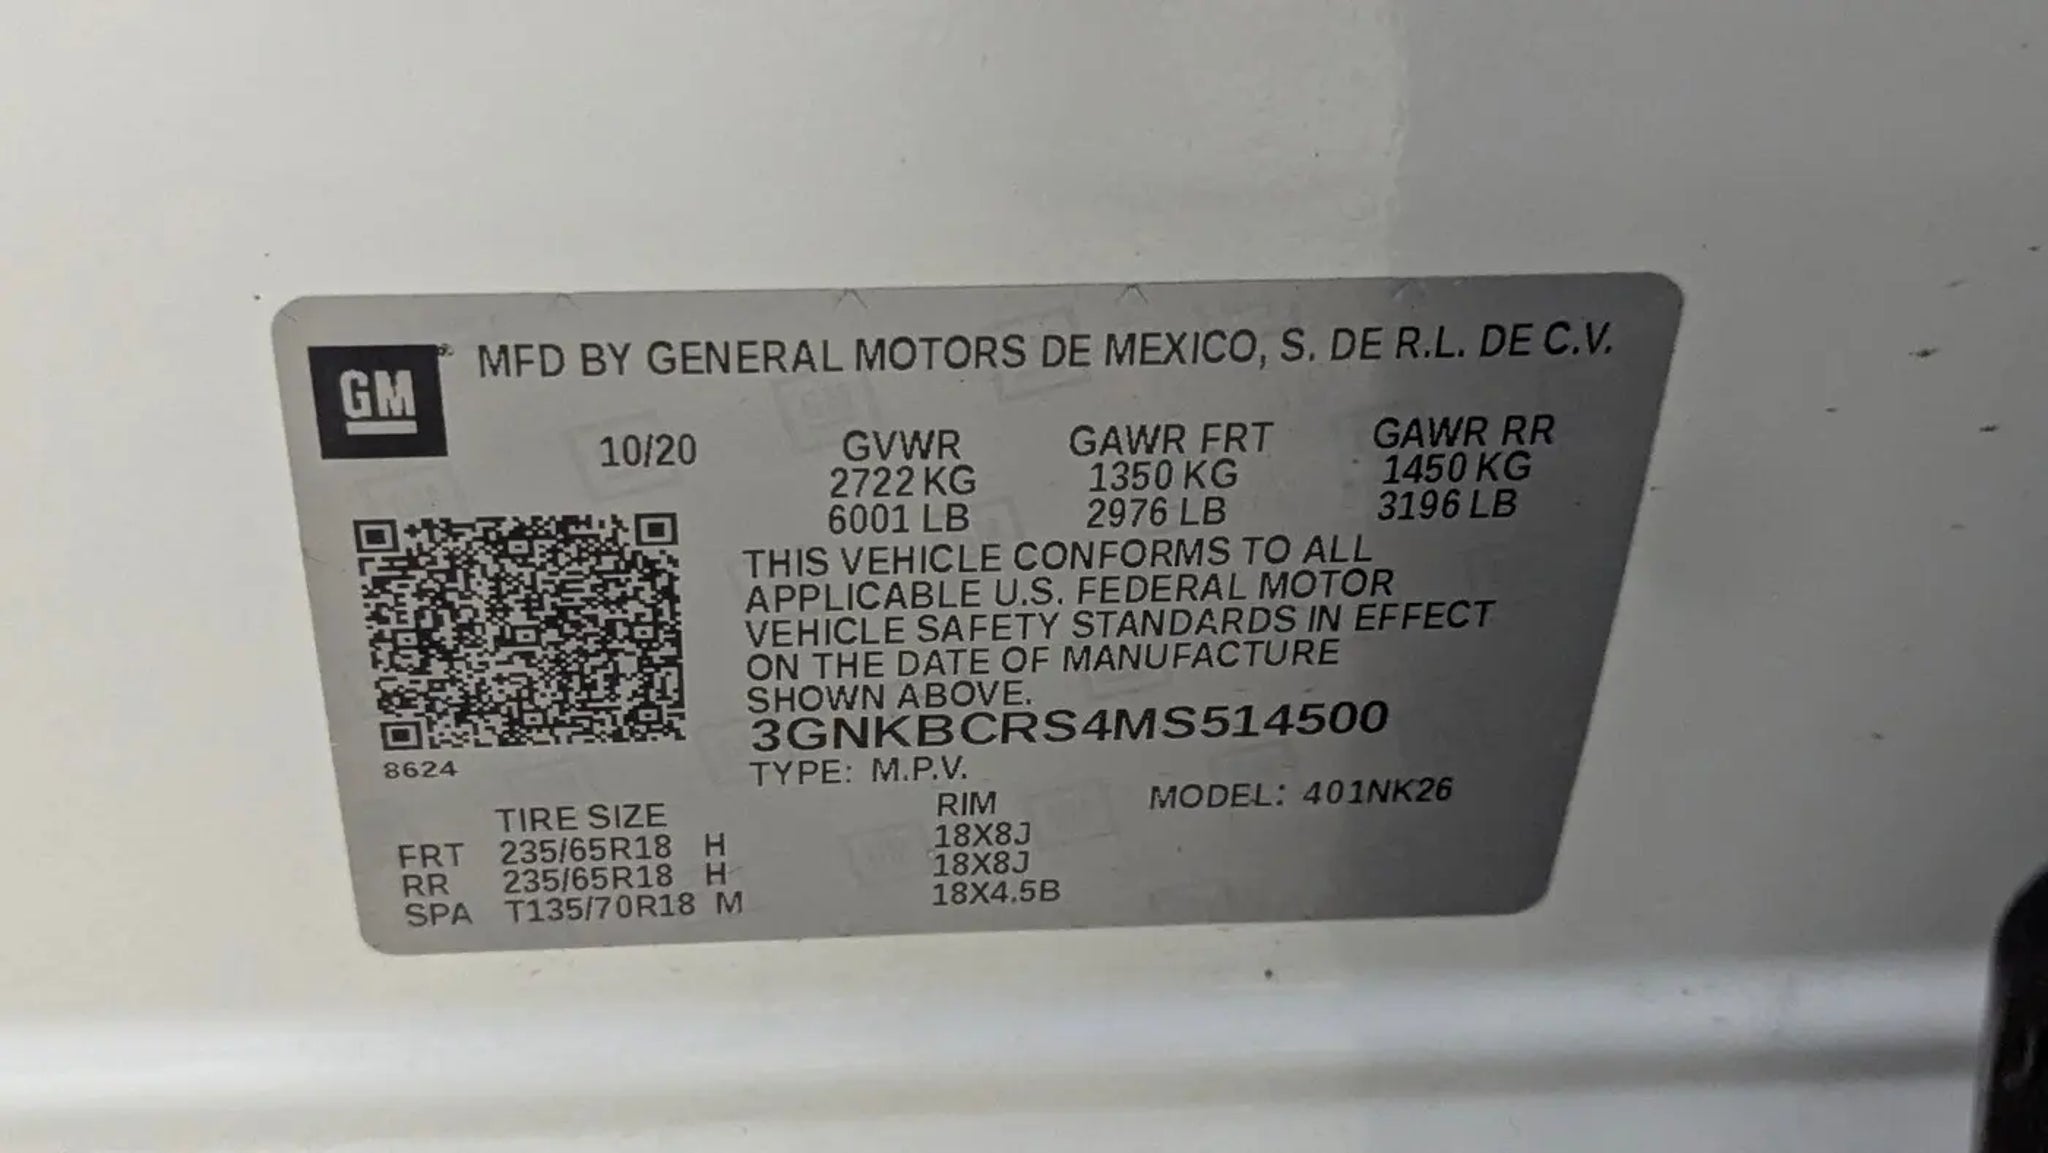 GM MFD BY GENERAL MOTORS DE MEXICO, S. DE R.L. DE C.V.
10/20 GVWR GAWR FRT GAWR RR
2722 KG 1350 KG 1450 KG
6001 LB 2976 LB 3196 LB
THIS VEHICLE CONFORMS TO ALL
APPLICABLE U.S. FEDERAL MOTOR
VEHICLE SAFETY STANDARDS IN EFFECT
ON THE DATE OF MANUFACTURE
SHOWN ABOVE.
3GNKBCRS4MS514500
8624 TYPE: M.P.V.
TIRE SIZE RIM MODEL: 401NK26
FRT 235/65R18 H 18X8J
RR 235/65R18 H 18X8J
SPA T135/70R18 M 18X4.5B